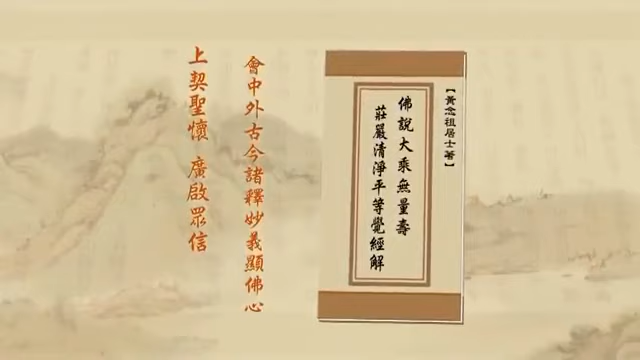 【黃念祖居士著】
佛說大乘無量壽
莊嚴清淨平等覺經解
會中外古今諸釋妙義顯佛心
上契聖懷 廣啟眾信